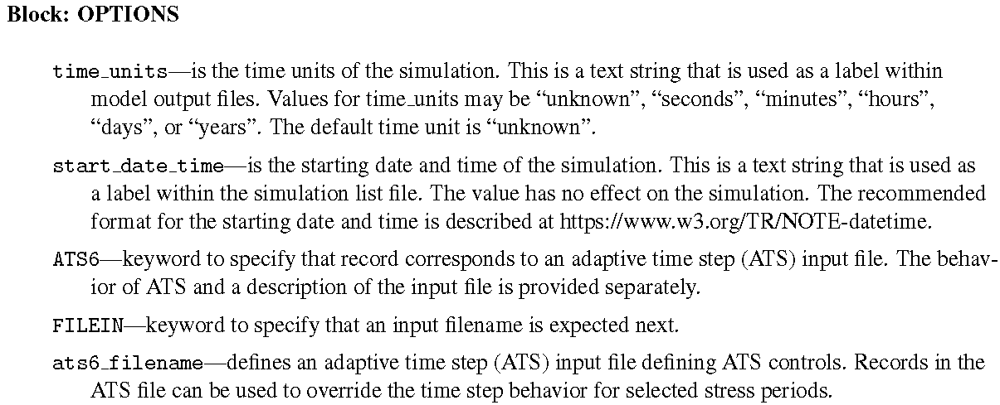 Block: OPTIONS
time_units—is the time units of the simulation. This is a text string that is used as a label within
model output files. Values for time_units may be “unknown”, “seconds”, “minutes”, “hours”,
“days”, or “years”. The default time unit is “unknown”.
start_date_time—is the starting date and time of the simulation. This is a text string that is used as
a label within the simulation list file. The value has no effect on the simulation. The recommended
format for the starting date and time is described at https://www.w3.org/TR/NOTE-datetime.
ATS6—keyword to specify that record corresponds to an adaptive time step (ATS) input file. The behav-
ior of ATS and a description of the input file is provided separately.
FILEIN—keyword to specify that an input filename is expected next.
ats6_filename—defines an adaptive time step (ATS) input file defining ATS controls. Records in the
ATS file can be used to override the time step behavior for selected stress periods.